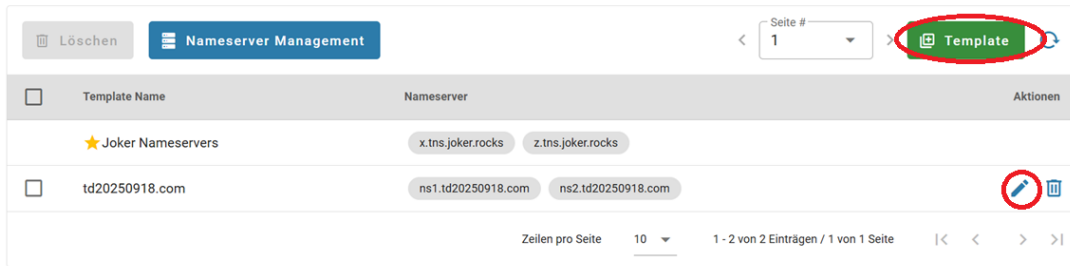 Löschen Nameserver Management Seite # 1 Template
Template Name Nameserver Aktionen
Joker Nameservers x.tns.joker.rocks z.tns.joker.rocks
td20250918.com ns1.td20250918.com ns2.td20250918.com
Zeilen pro Seite 10 1 - 2 von 2 Einträgen / 1 von 1 Seite